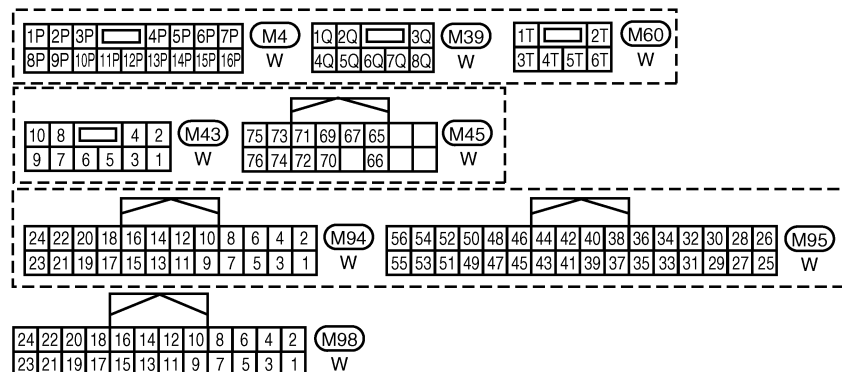 1P 2P 3P 4P 5P 6P 7P M4 1Q 2Q 3Q M39 1T 2T M60
8P 9P 10P 11P 12P 13P 14P 15P 16P W 4Q 5Q 6Q 7Q 8Q W 3T 4T 5T 6T W
10 8 4 2 M43 75 73 71 69 67 65 M45
9 7 6 5 3 1 W 76 74 72 70 66 W
24 22 20 18 16 14 12 10 8 6 4 2 M94 56 54 52 50 48 46 44 42 40 38 36 34 32 30 28 26 M95
23 21 19 17 15 13 11 9 7 5 3 1 W 55 53 51 49 47 45 43 41 39 37 35 33 31 29 27 25 W
24 22 20 18 16 14 12 10 8 6 4 2 M98
23 21 19 17 15 13 11 9 7 5 3 1 W